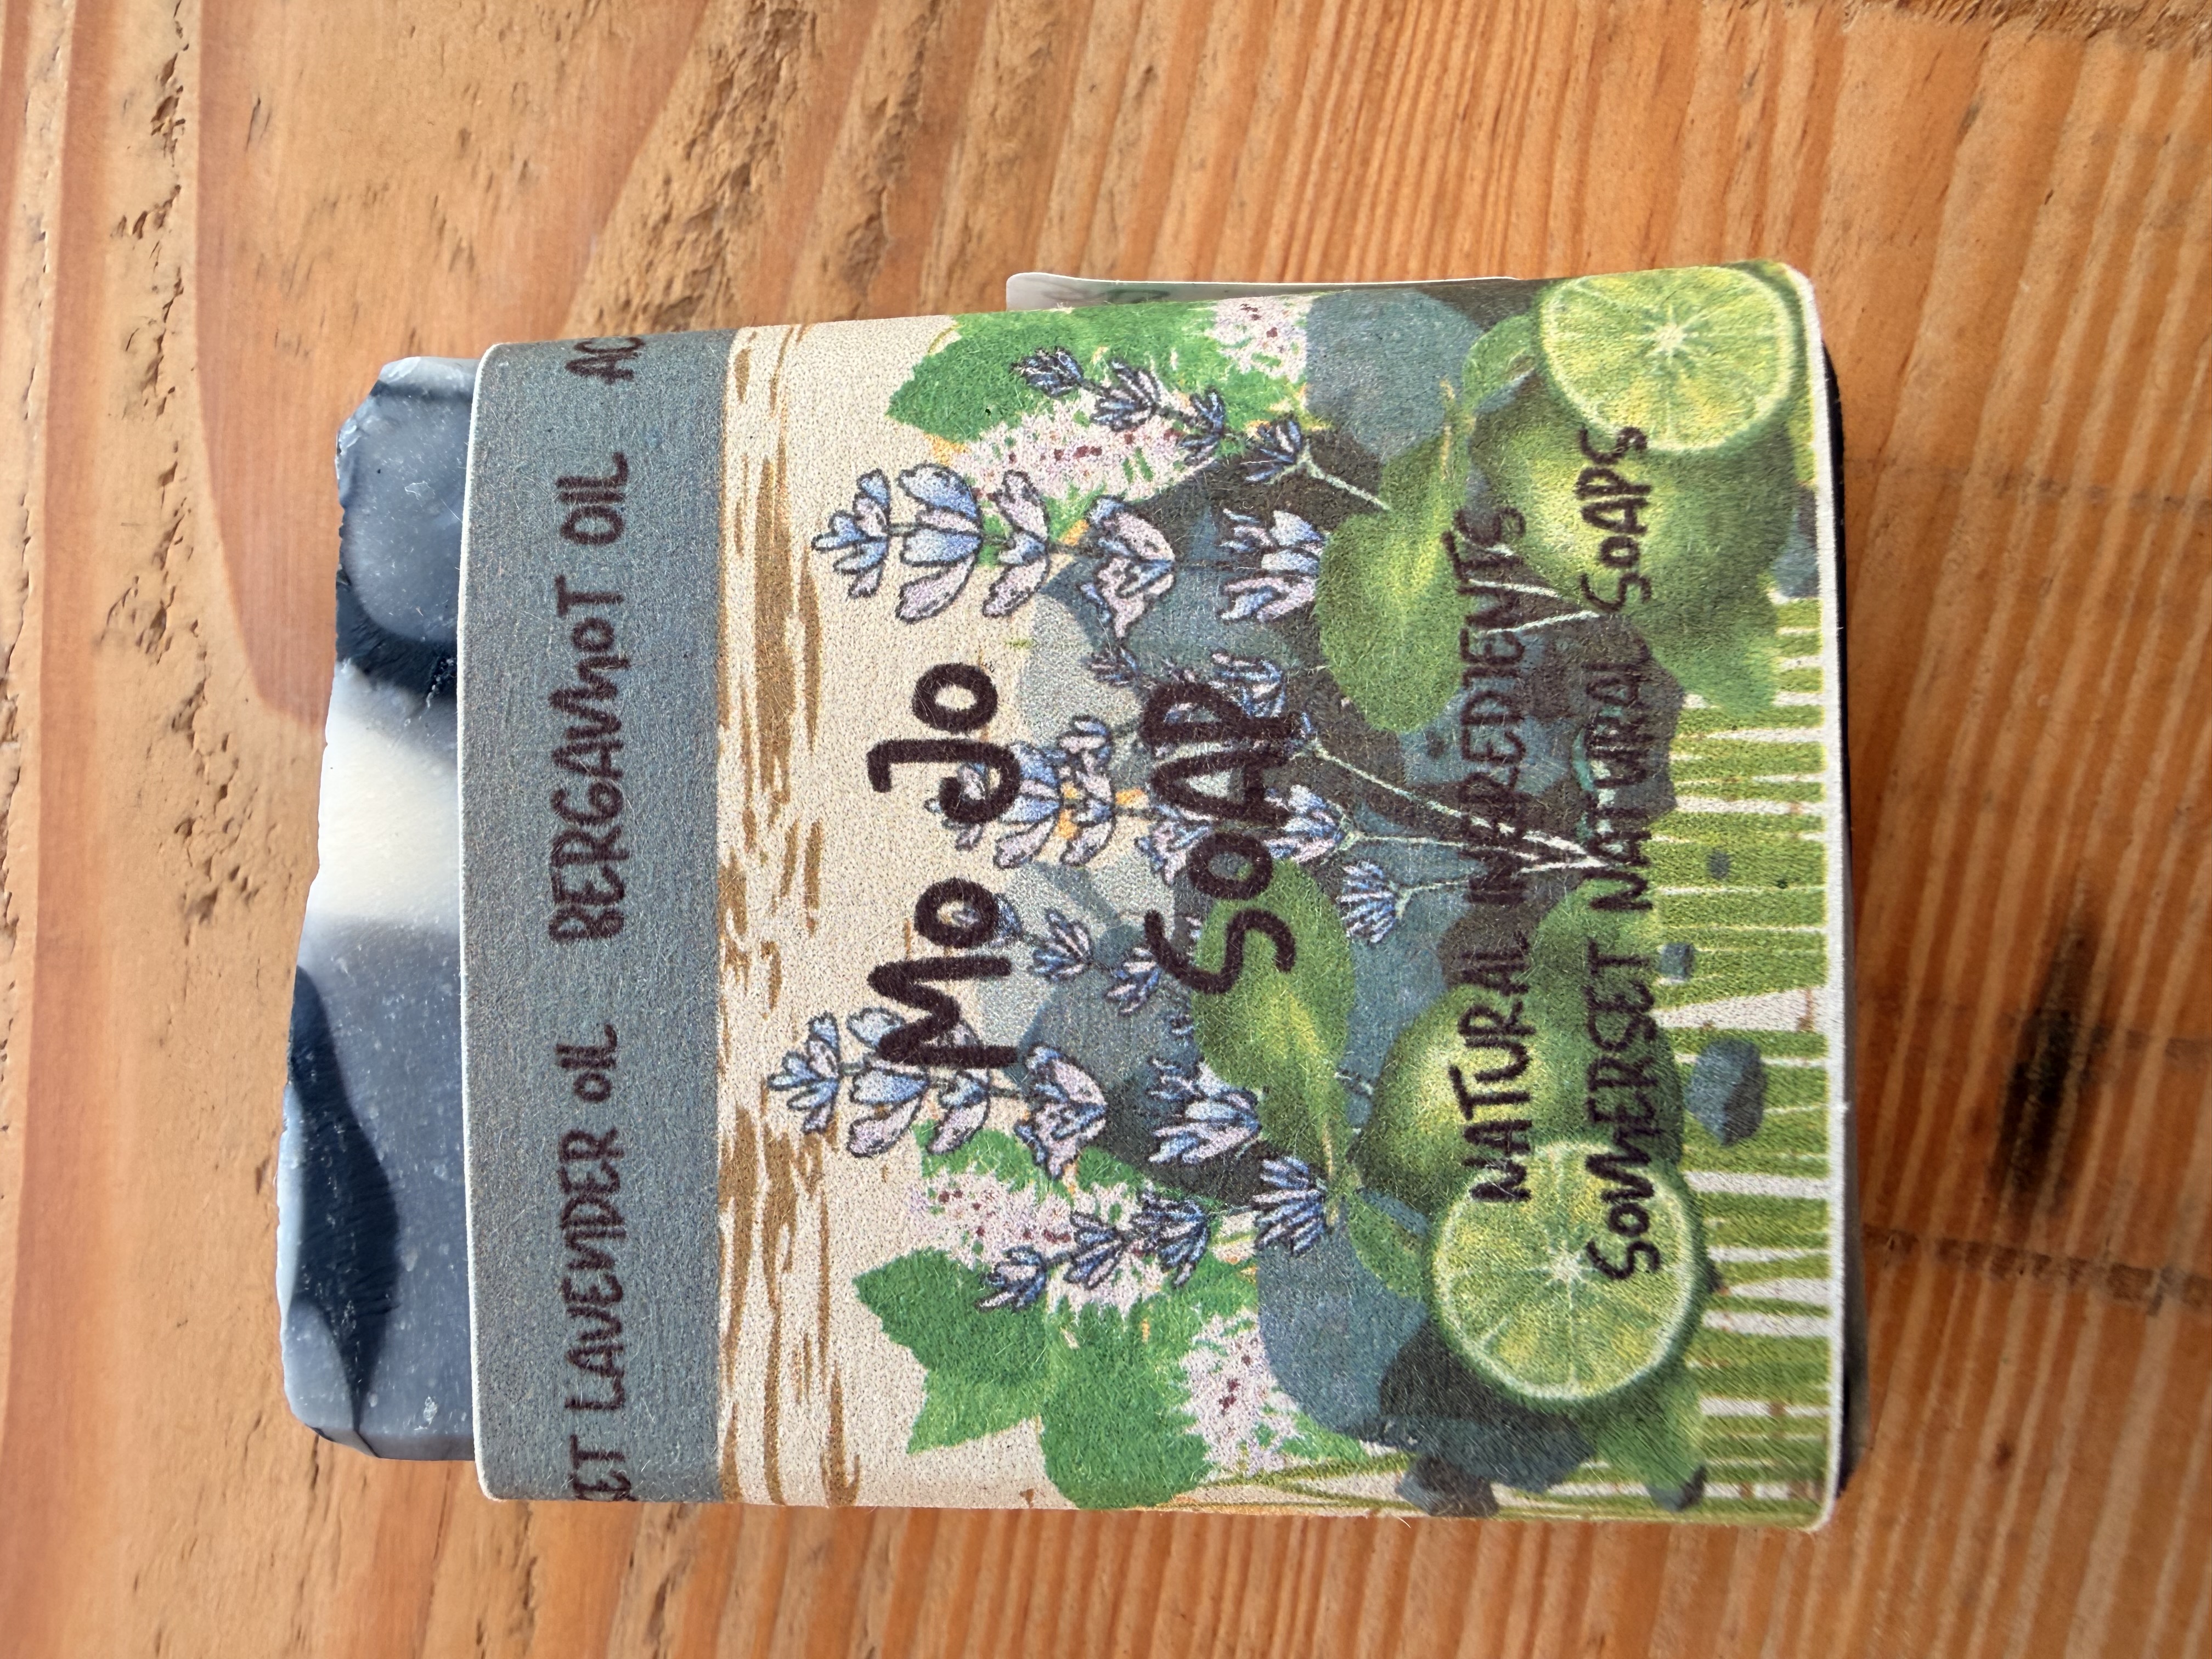 LAVENDER OIL BERGAMOT OIL
Mo Jo
SOAP
NATURAL INGREDIENTS
SOMERSET NATURAL SOAPS